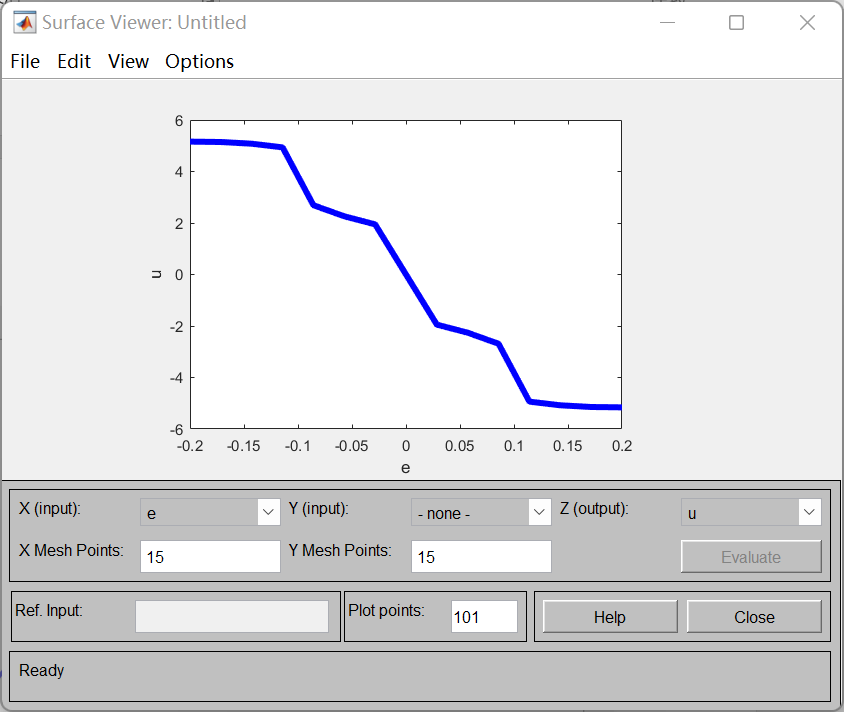 Surface Viewer: Untitled
File Edit View Options
6
4
2
0
-2
-4
-6
u
-0.2 -0.15 -0.1 -0.05 0 0.05 0.1 0.15 0.2
e
X (input): e Y (input): - none - Z (output): u
X Mesh Points: 15 Y Mesh Points: 15 Evaluate
Ref. Input: Plot points: 101 Help Close
Ready